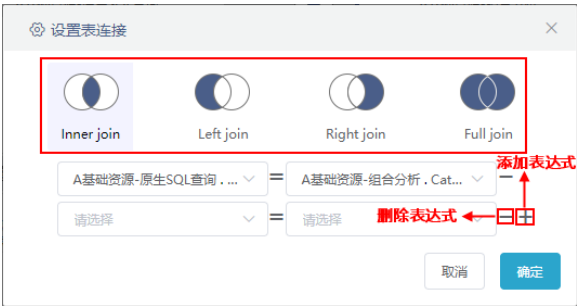 设置表连接
Inner join Left join Right join Full join
添加表达式
A基础资源-原生SQL查询 . ... = A基础资源-组合分析 . Cat...
请选择 = 请选择 删除表达式
取消 确定